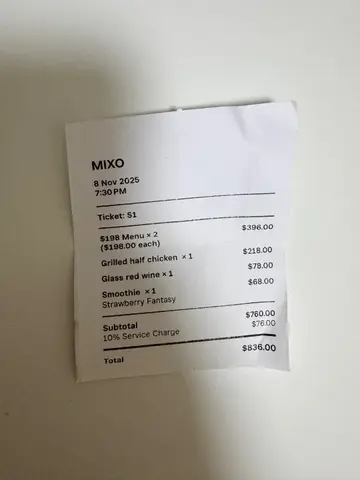 MIXO
8 Nov 2025
7:30 PM
Ticket: S1
$198 Menu × 2 $396.00
($198.00 each)
Grilled half chicken × 1 $218.00
Glass red wine × 1 $78.00
Smoothie × 1 $68.00
Strawberry Fantasy
Subtotal $760.00
10% Service Charge $76.00
Total $836.00